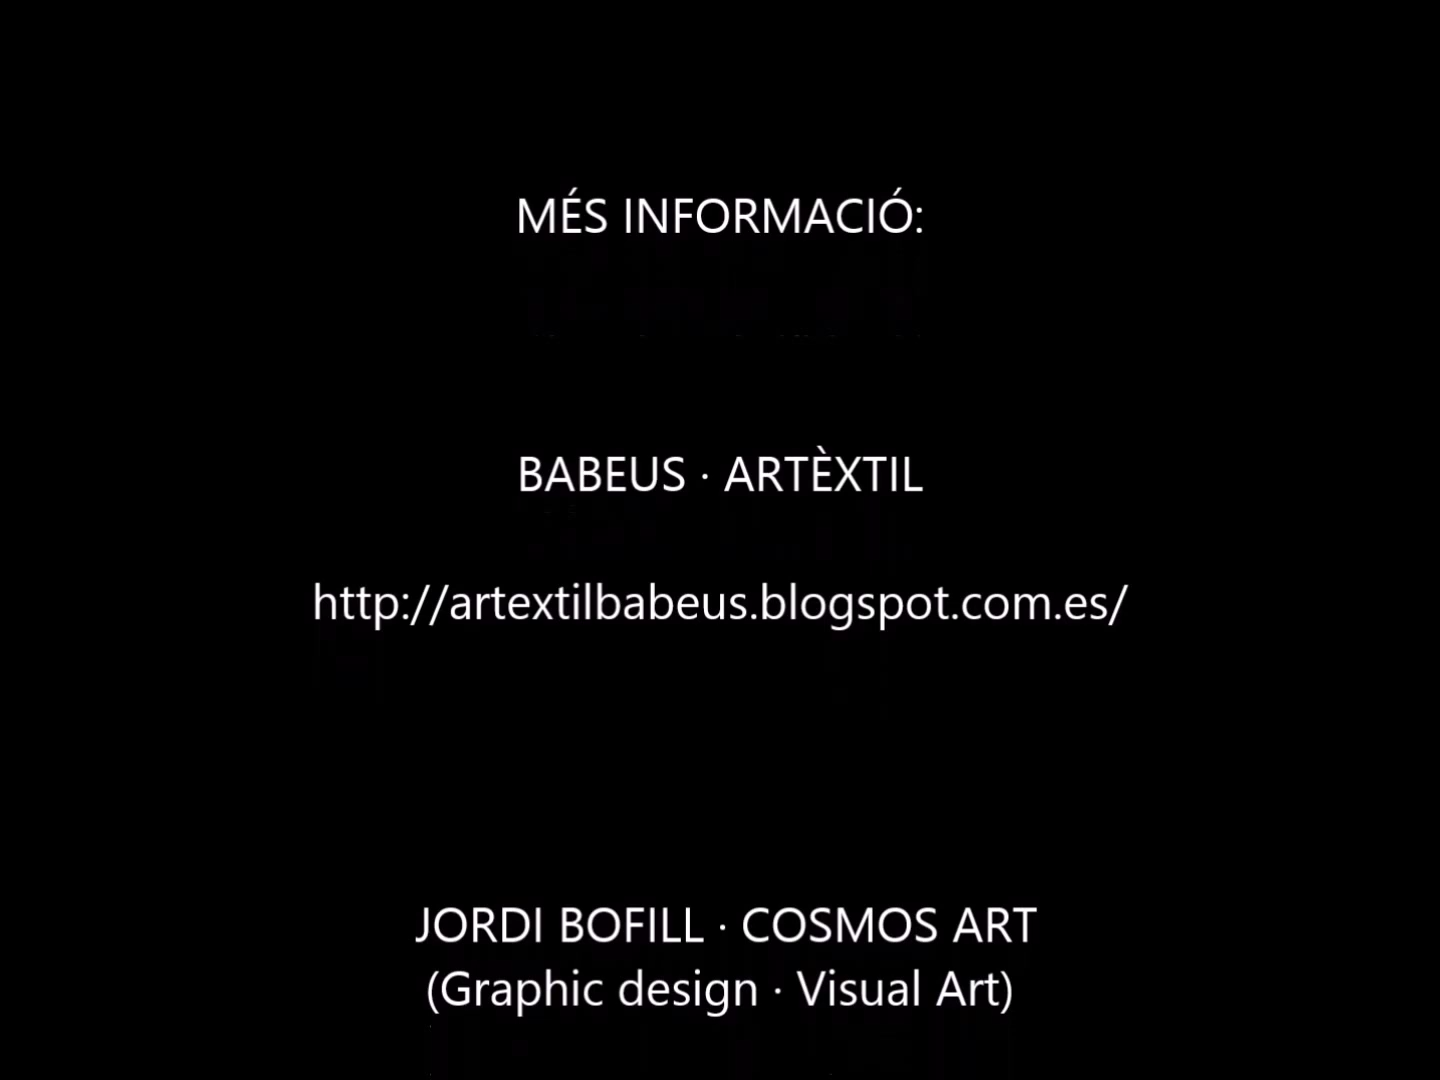 MÉS INFORMACIÓ:
BABEUS · ARTÈXTIL
http://artextilbabeus.blogspot.com.es/
JORDI BOFILL · COSMOS ART
(Graphic design · Visual Art)